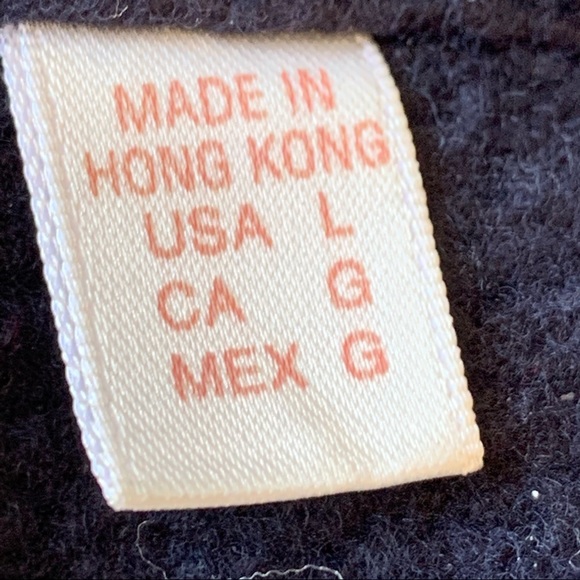 MADE IN
HONG KONG
USA L
CA G
MEX G